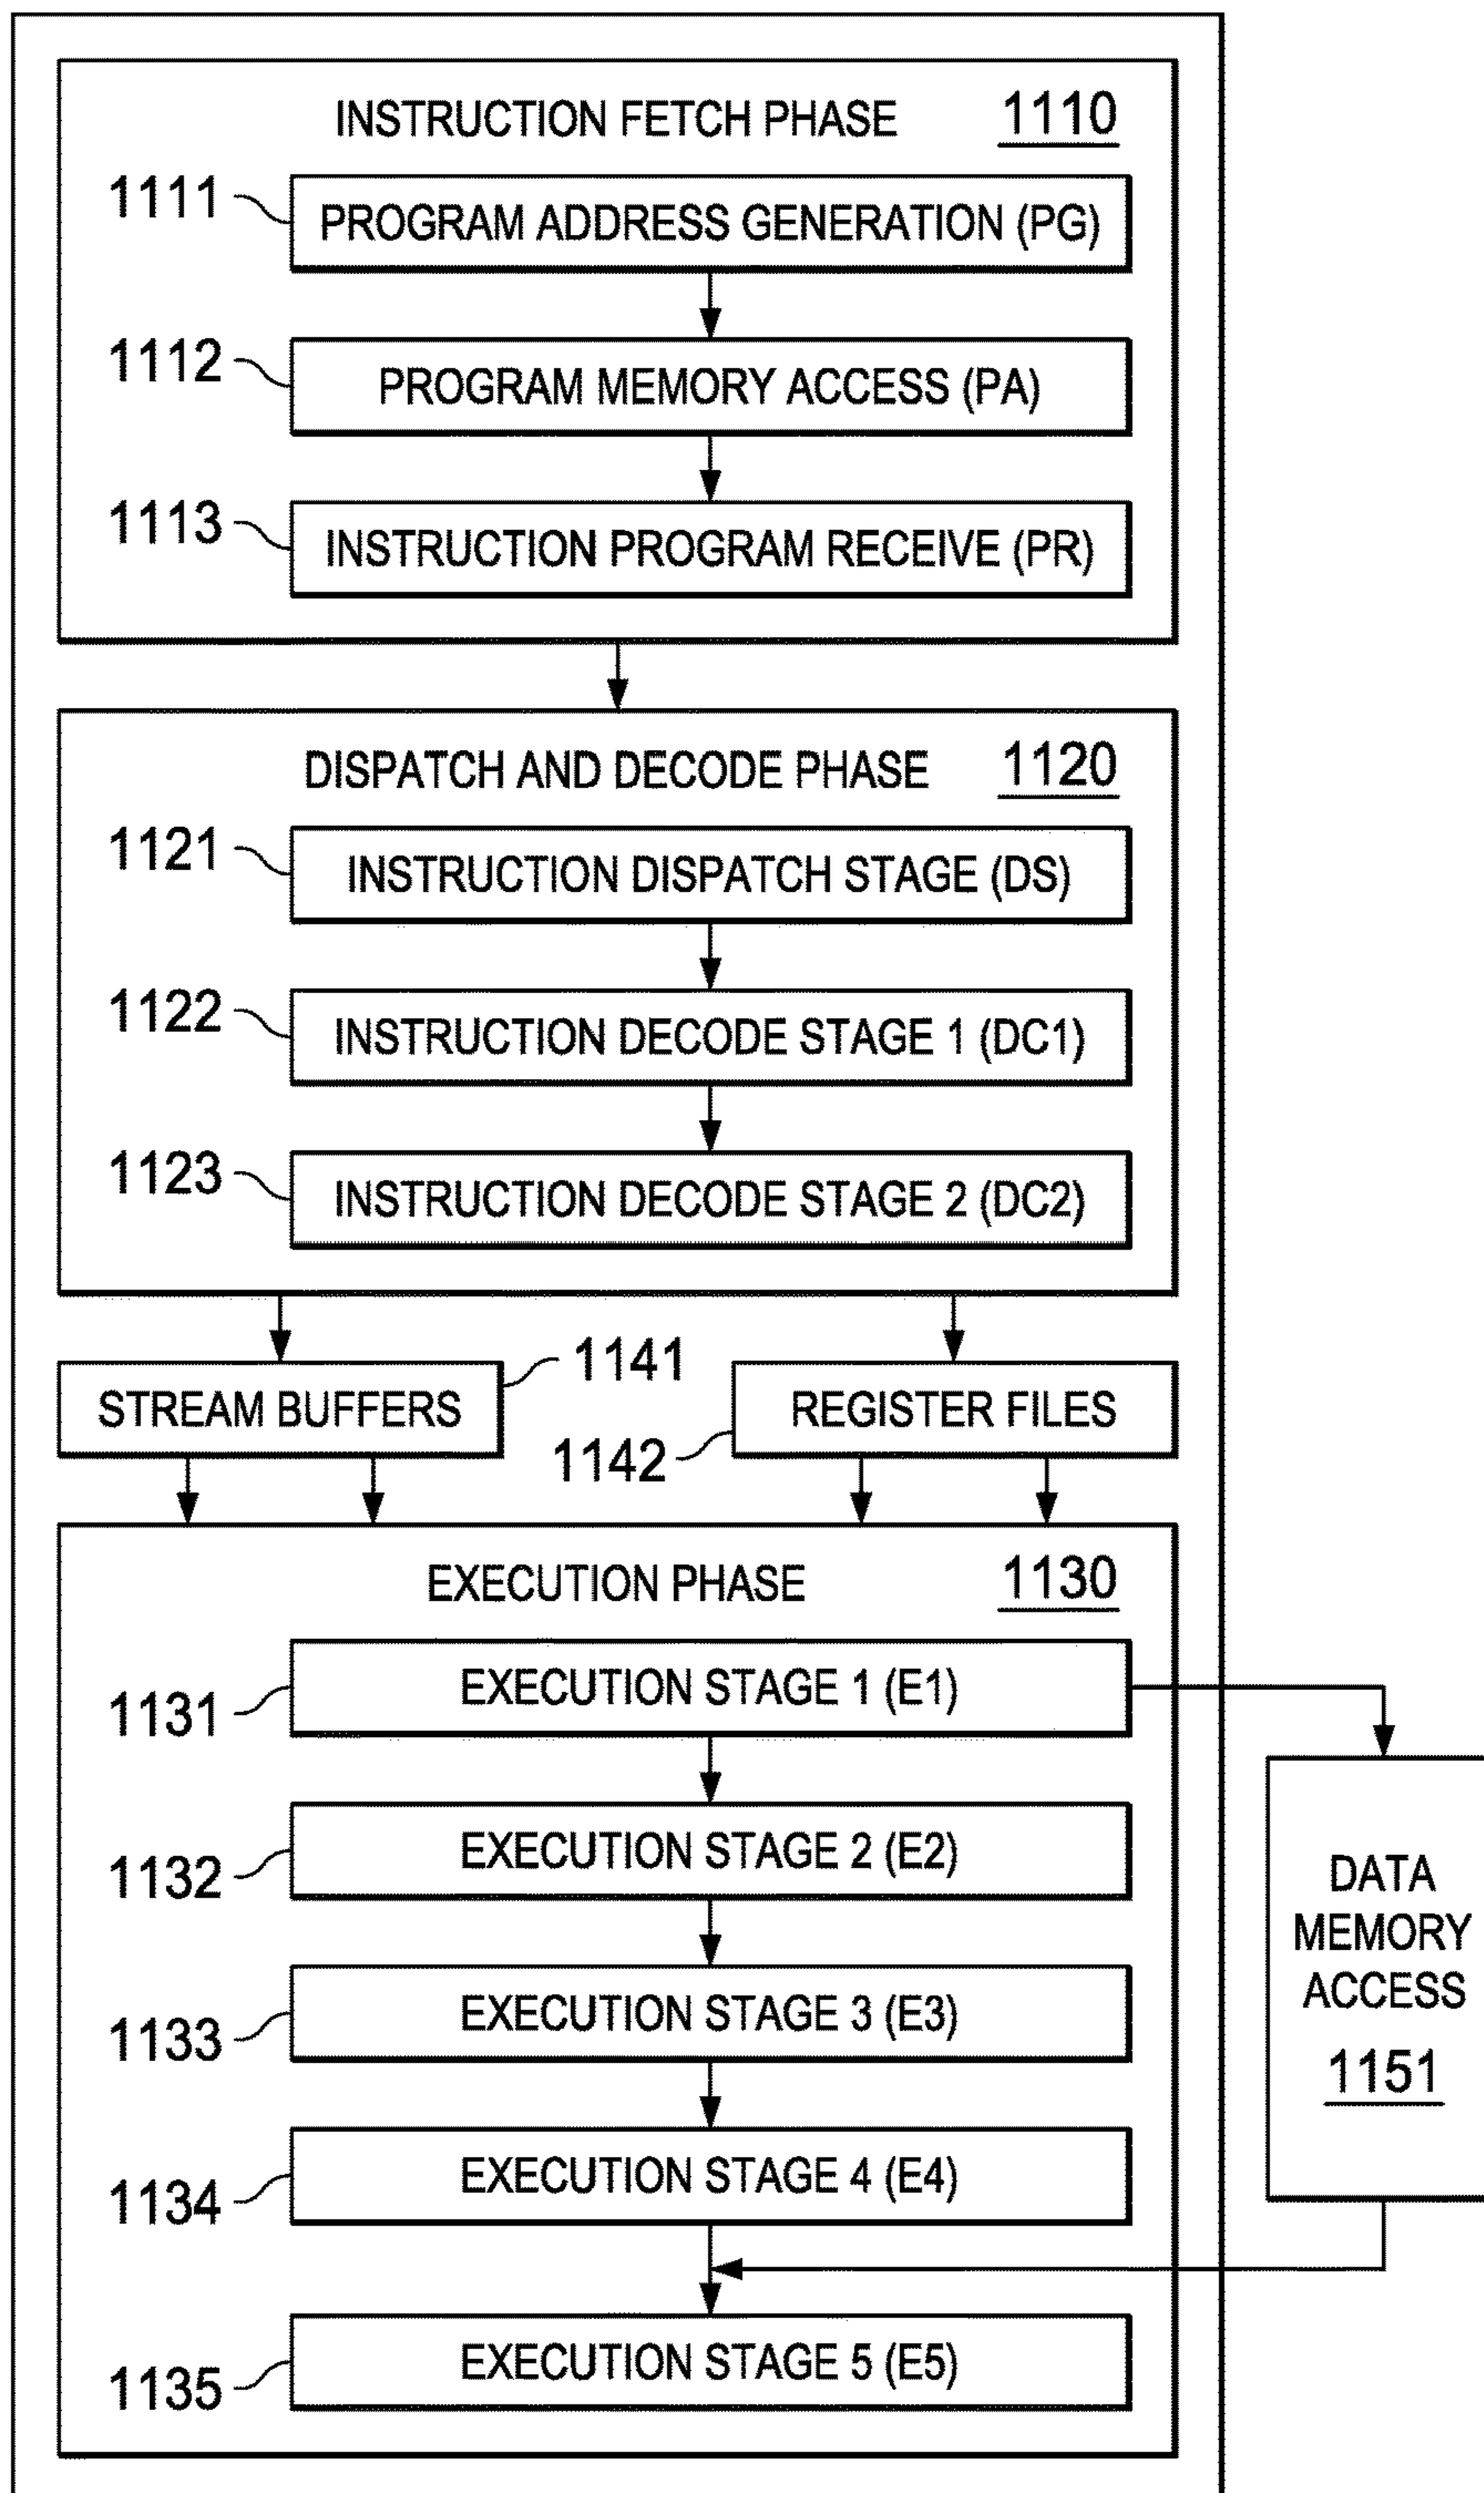 INSTRUCTION FETCH PHASE 1110
1111 PROGRAM ADDRESS GENERATION (PG)
1112 PROGRAM MEMORY ACCESS (PA)
1113 INSTRUCTION PROGRAM RECEIVE (PR)
DISPATCH AND DECODE PHASE 1120
1121 INSTRUCTION DISPATCH STAGE (DS)
1122 INSTRUCTION DECODE STAGE 1 (DC1)
1123 INSTRUCTION DECODE STAGE 2 (DC2)
STREAM BUFFERS 1141
1142 REGISTER FILES
EXECUTION PHASE 1130
1131 EXECUTION STAGE 1 (E1)
1132 EXECUTION STAGE 2 (E2)
1133 EXECUTION STAGE 3 (E3)
1134 EXECUTION STAGE 4 (E4)
1135 EXECUTION STAGE 5 (E5)
DATA
MEMORY
ACCESS
1151